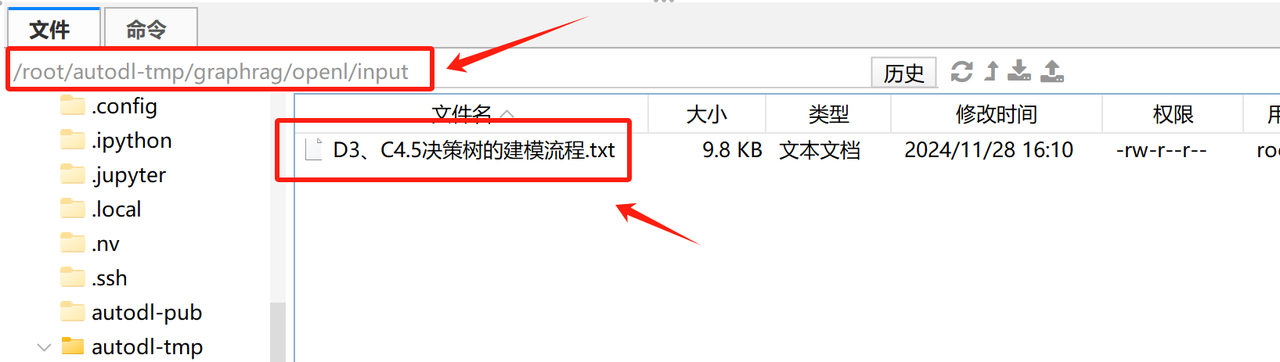 文件 命令
/root/autodl-tmp/graphrag/openl/input 历史
文件名 大小 类型 修改时间 权限
.config
D3、C4.5决策树的建模流程.txt 9.8 KB 文本文档 2024/11/28 16:10 -rw-r--r-- roo
.ipython
.jupyter
.local
.nv
.ssh
autodl-pub
autodl-tmp